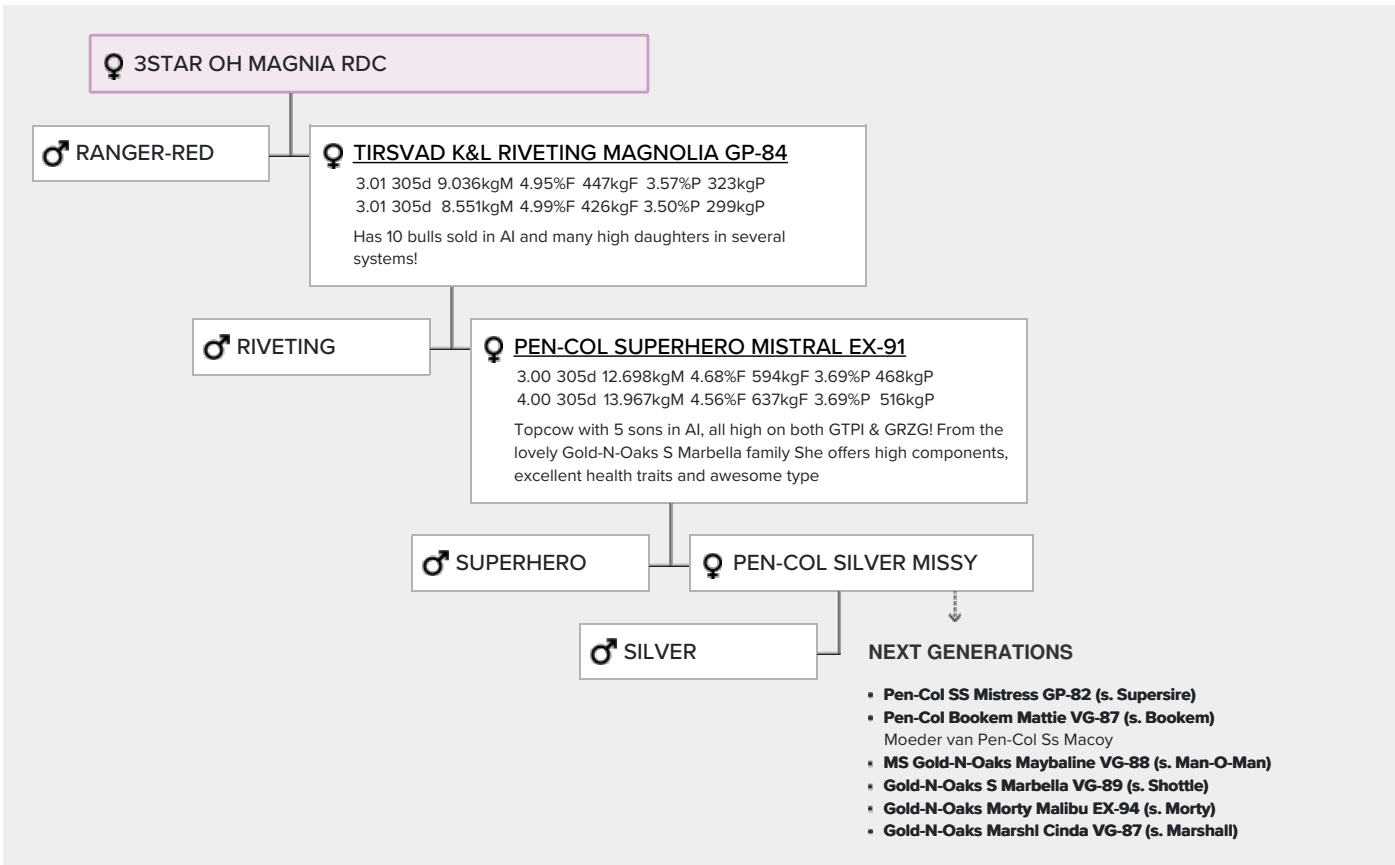 3STAR OH MAGNIA RDC
RANGER-RED
TIRSVAD K&L RIVETING MAGNOLIA GP-84
3.01 305d 9.036kgM 4.95%F 447kgF 3.57%P 323kgP
3.01 305d 8.551kgM 4.99%F 426kgF 3.50%P 299kgP
Has 10 bulls sold in AI and many high daughters in several
systems!
RIVETING
PEN-COL SUPERHERO MISTRAL EX-91
3.00 305d 12.698kgM 4.68%F 594kgF 3.69%P 468kgP
4.00 305d 13.967kgM 4.56%F 637kgF 3.69%P 516kgP
Topcow with 5 sons in AI, all high on both GTPI & GRZG! From the
lovely Gold-N-Oaks S Marbella family She offers high components,
excellent health traits and awesome type
SUPERHERO
PEN-COL SILVER MISSY
SILVER
NEXT GENERATIONS
Pen-Col SS Mistress GP-82 (s. Supersire)
Pen-Col Bookem Mattie VG-87 (s. Bookem)
Moeder van Pen-Col Ss Macoy
MS Gold-N-Oaks Maybaline VG-88 (s. Man-O-Man)
Gold-N-Oaks S Marbella VG-89 (s. Shottle)
Gold-N-Oaks Morty Malibu EX-94 (s. Morty)
Gold-N-Oaks Marshl Cinda VG-87 (s. Marshall)